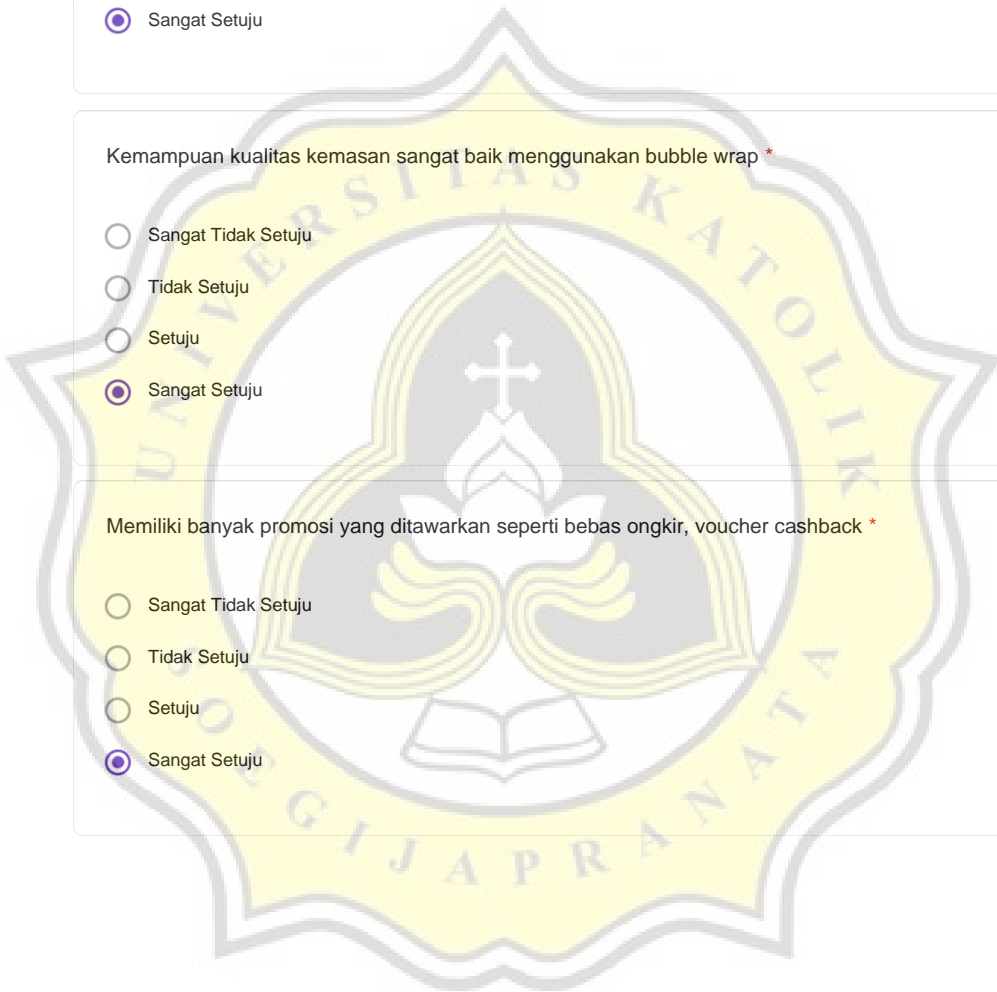 Sangat Setuju
Kemampuan kualitas kemasan sangat baik menggunakan bubble wrap *
Sangat Tidak Setuju
Tidak Setuju
Setuju
Sangat Setuju
Memiliki banyak promosi yang ditawarkan seperti bebas ongkir, voucher cashback *
Sangat Tidak Setuju
Tidak Setuju
Setuju
Sangat Setuju
UNIVERSITAS KATOLIK
SOEGIJAPRANATA